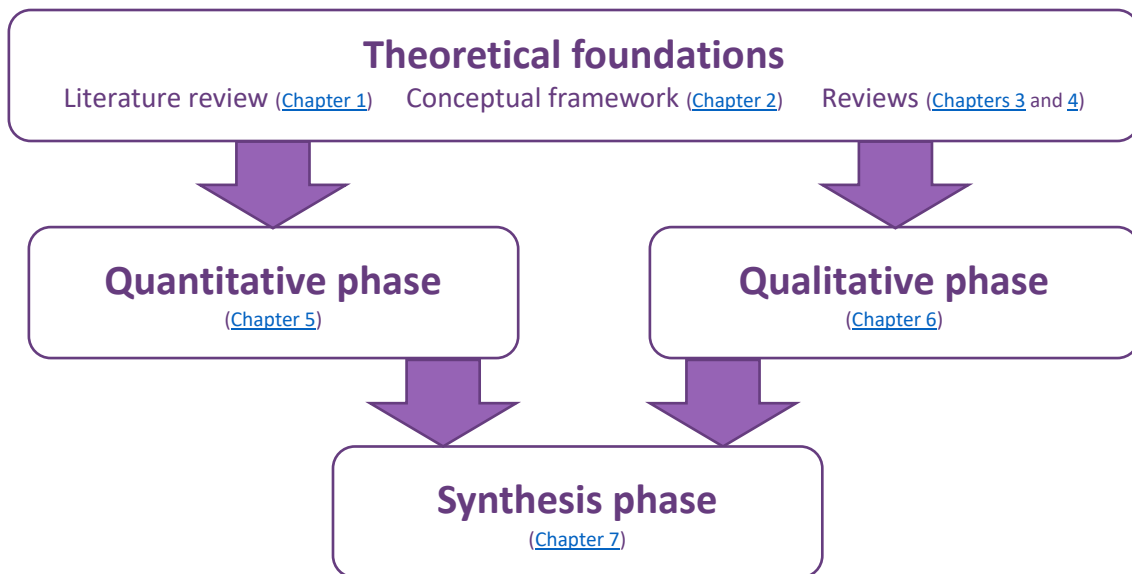 Theoretical foundations
Literature review (Chapter 1) Conceptual framework (Chapter 2) Reviews (Chapters 3 and 4)
Quantitative phase
(Chapter 5)
Qualitative phase
(Chapter 6)
Synthesis phase
(Chapter 7)